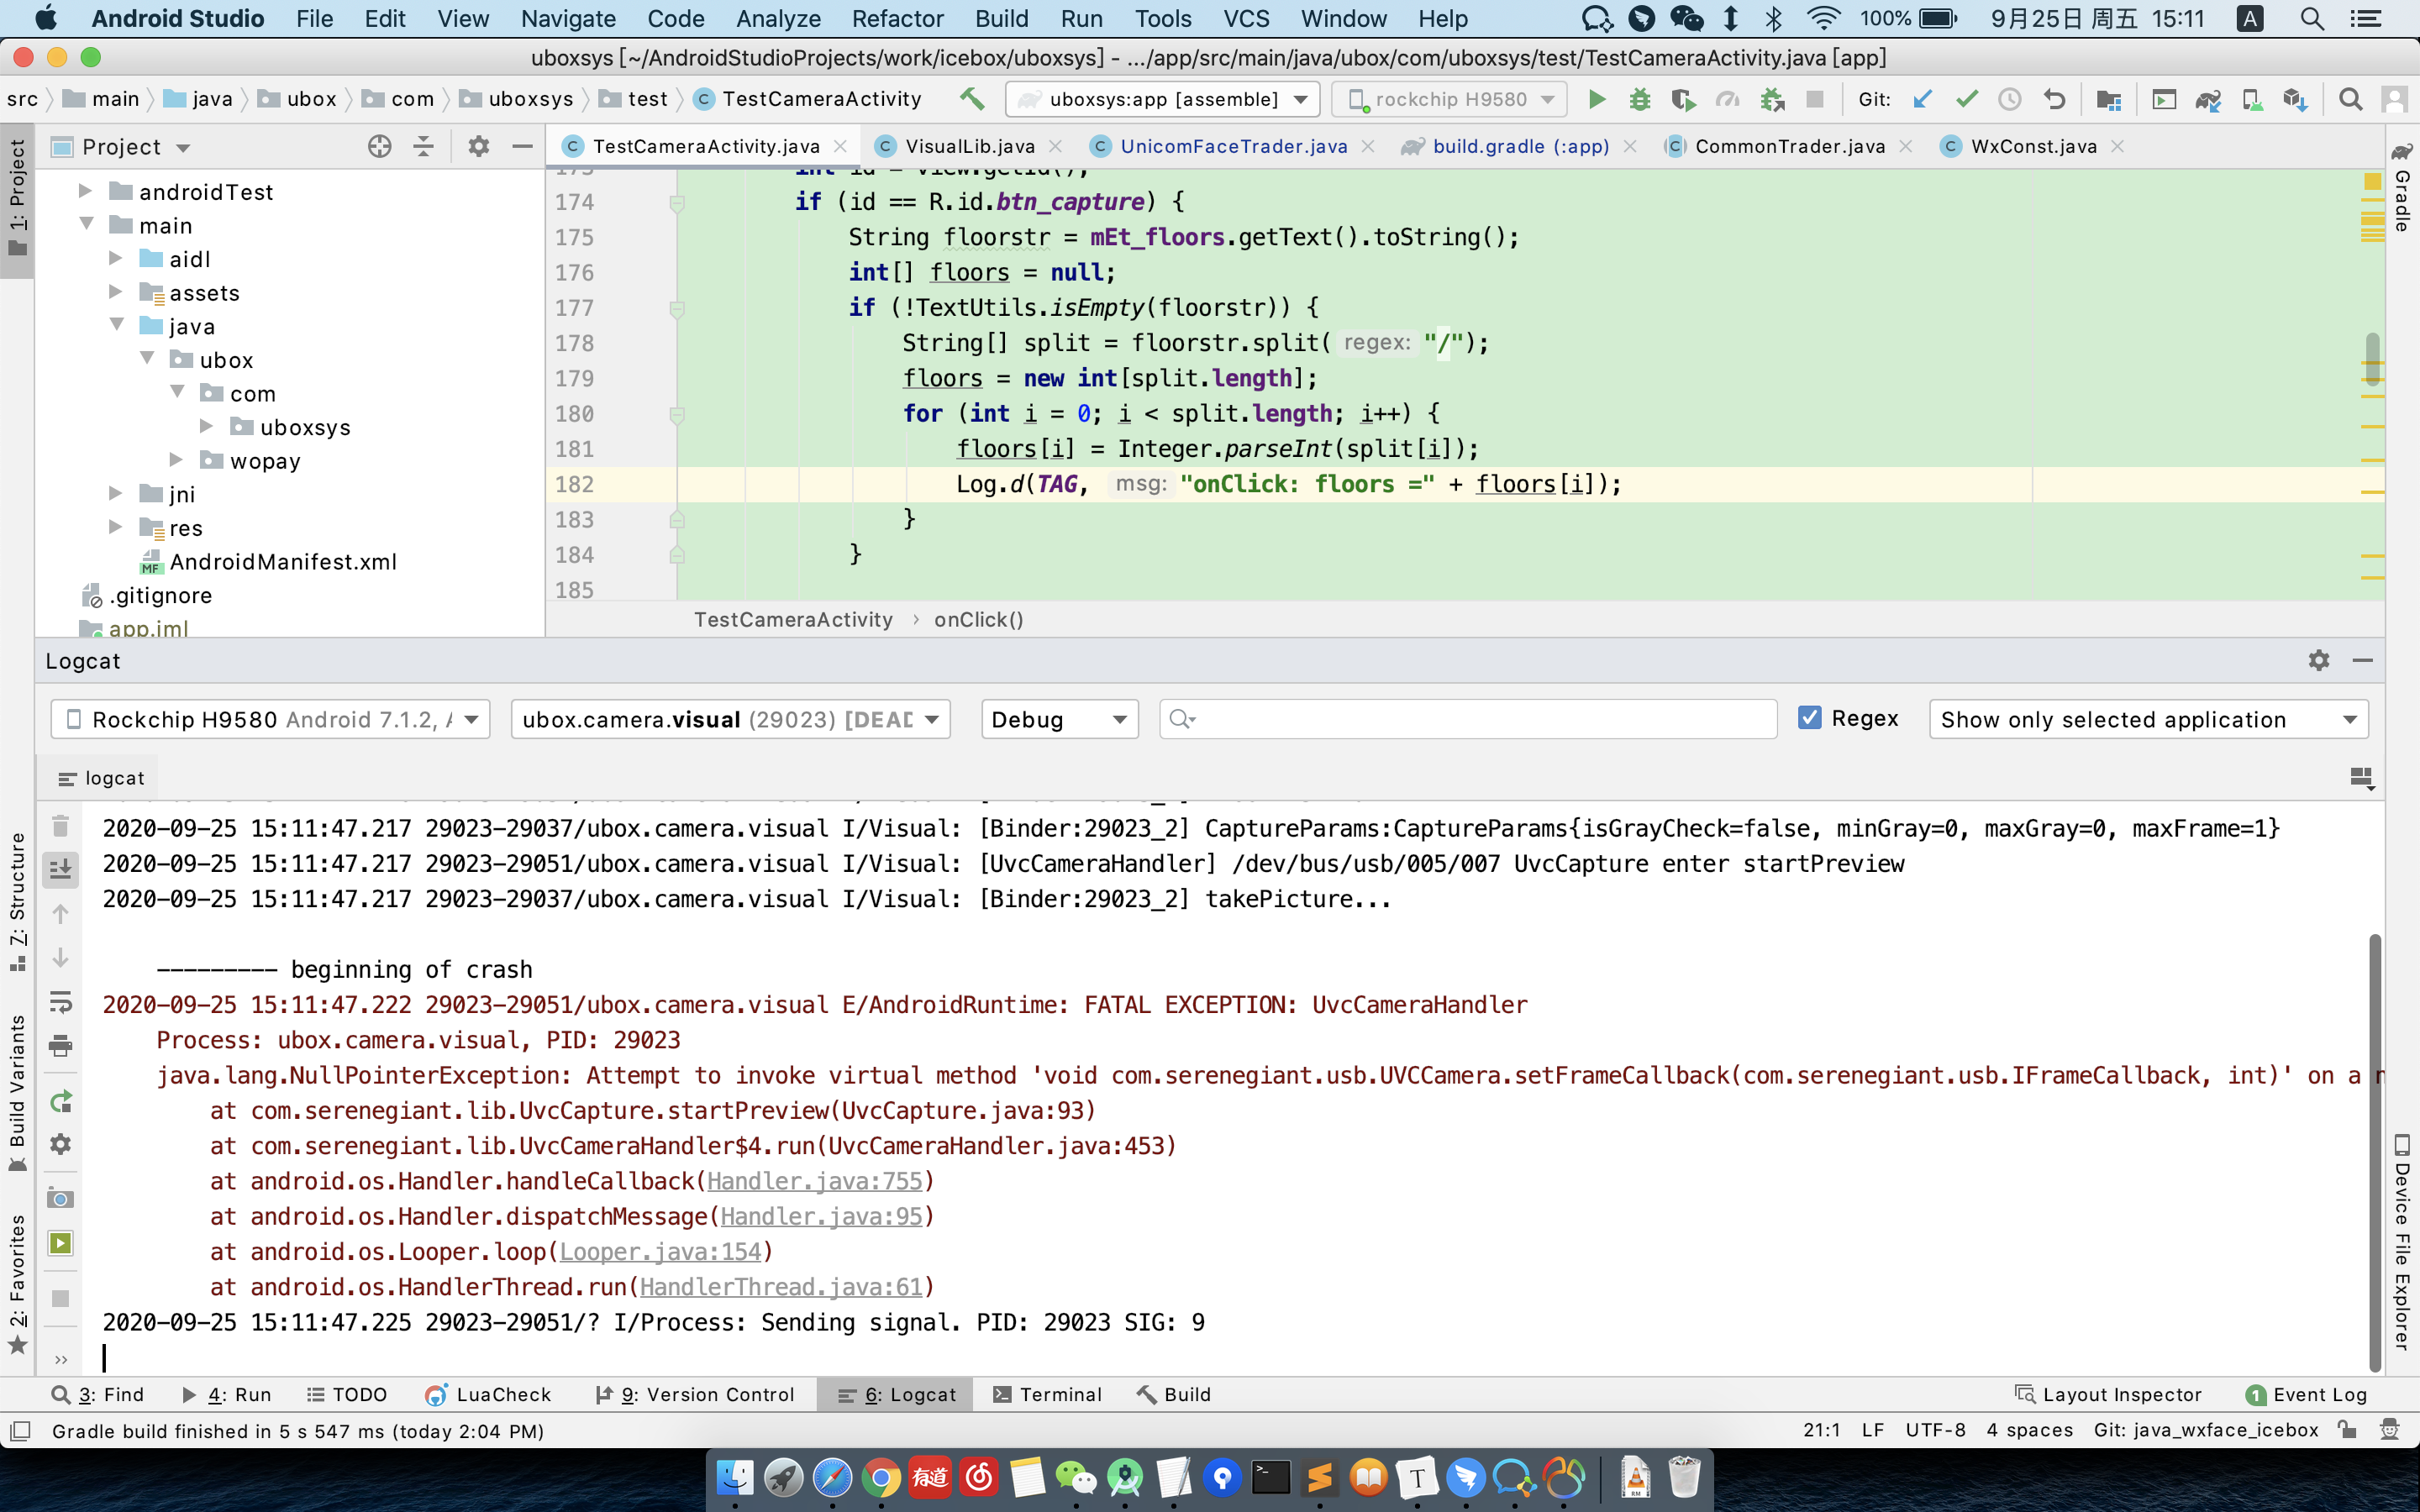 Android Studio File Edit View Navigate Code Analyze Refactor Build Run Tools VCS Window Help 100% 9月25日 周五 15:11 A
uboxsys [~/AndroidStudioProjects/work/icebox/uboxsys] - .../app/src/main/java/ubox/com/uboxsys/test/TestCameraActivity.java [app]
src main java ubox com uboxsys test TestCameraActivity uboxsys:app [assemble] rockchip H9580 Git:
1: Project
Project
androidTest
main
aidl
assets
java
ubox
com
uboxsys
wopay
jni
res
AndroidManifest.xml
.gitignore
app.iml
TestCameraActivity.java VisualLib.java UnicomFaceTrader.java build.gradle (:app) CommonTrader.java WxConst.java
173 int id = view.getId();
174 if (id == R.id.btn_capture) {
175 String floorstr = mEt_floors.getText().toString();
176 int[] floors = null;
177 if (!TextUtils.isEmpty(floorstr)) {
178 String[] split = floorstr.split( regex: "/");
179 floors = new int[split.length];
180 for (int i = 0; i < split.length; i++) {
181 floors[i] = Integer.parseInt(split[i]);
182 Log.d(TAG, msg: "onClick: floors =" + floors[i]);
183 }
184 }
185
TestCameraActivity › onClick()
Gradle
Logcat
Rockchip H9580 Android 7.1.2, ubox.camera.visual (29023) [DEAD Debug Regex Show only selected application
logcat
2020-09-25 15:11:47.217 29023-29037/ubox.camera.visual I/Visual: [Binder:29023_2] CaptureParams:CaptureParams{isGrayCheck=false, minGray=0, maxGray=0, maxFrame=1}
2020-09-25 15:11:47.217 29023-29051/ubox.camera.visual I/Visual: [UvcCameraHandler] /dev/bus/usb/005/007 UvcCapture enter startPreview
2020-09-25 15:11:47.217 29023-29037/ubox.camera.visual I/Visual: [Binder:29023_2] takePicture...
--------- beginning of crash
2020-09-25 15:11:47.222 29023-29051/ubox.camera.visual E/AndroidRuntime: FATAL EXCEPTION: UvcCameraHandler
Process: ubox.camera.visual, PID: 29023
java.lang.NullPointerException: Attempt to invoke virtual method 'void com.serenegiant.usb.UVCCamera.setFrameCallback(com.serenegiant.usb.IFrameCallback, int)' on a n
at com.serenegiant.lib.UvcCapture.startPreview(UvcCapture.java:93)
at com.serenegiant.lib.UvcCameraHandler$4.run(UvcCameraHandler.java:453)
at android.os.Handler.handleCallback(Handler.java:755)
at android.os.Handler.dispatchMessage(Handler.java:95)
at android.os.Looper.loop(Looper.java:154)
at android.os.HandlerThread.run(HandlerThread.java:61)
2020-09-25 15:11:47.225 29023-29051/? I/Process: Sending signal. PID: 29023 SIG: 9
7: Structure
Build Variants
2: Favorites
Device File Explorer
3: Find 4: Run TODO LuaCheck 9: Version Control 6: Logcat Terminal Build Layout Inspector 1 Event Log
Gradle build finished in 5 s 547 ms (today 2:04 PM) 21:1 LF UTF-8 4 spaces Git: java_wxface_icebox
有道 T